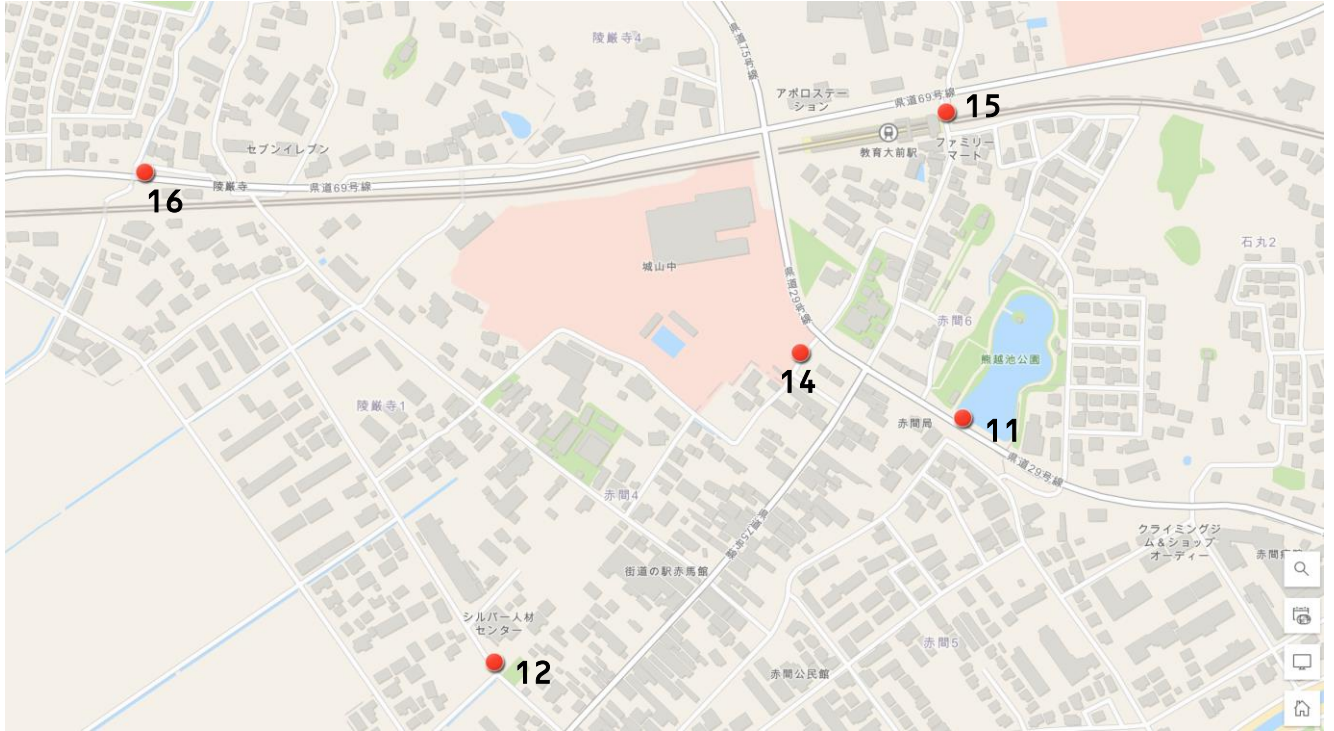 陵厳寺4
県道75号線
アポロステー
ション
県道69号線
15
教育大前駅
ファミリー
マート
セブンイレブン
陵厳寺
県道69号線
16
城山中
県道29号線
石丸2
赤間6
熊越池公園
14
陵厳寺1
赤間局
11
県道29号線
赤間4
県道75号線
クライミングジ
ム&ショップ
オーディー
街道の駅赤馬館
シルバー人材
センター
12
赤間5
赤間公民館